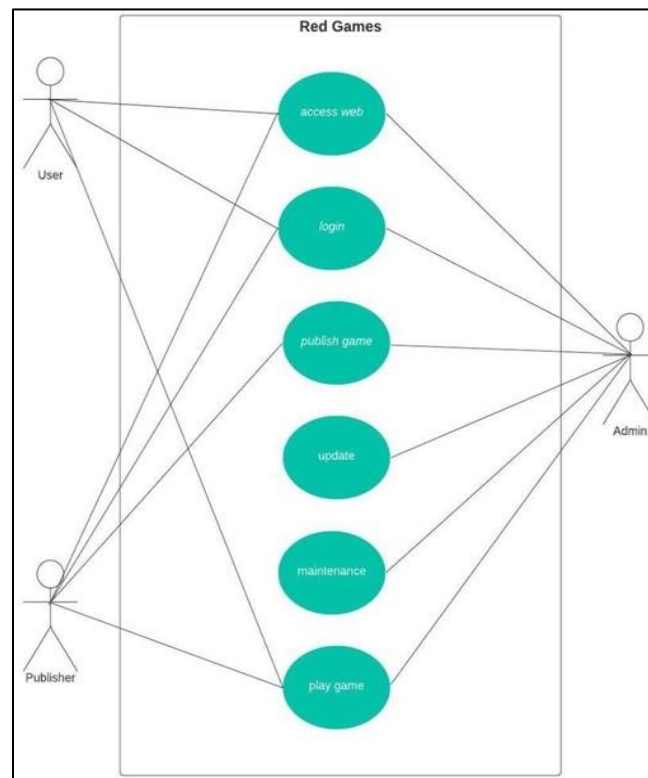 Red Games
access web
User
login
publish game
Admin
update
maintenance
Publisher
play game